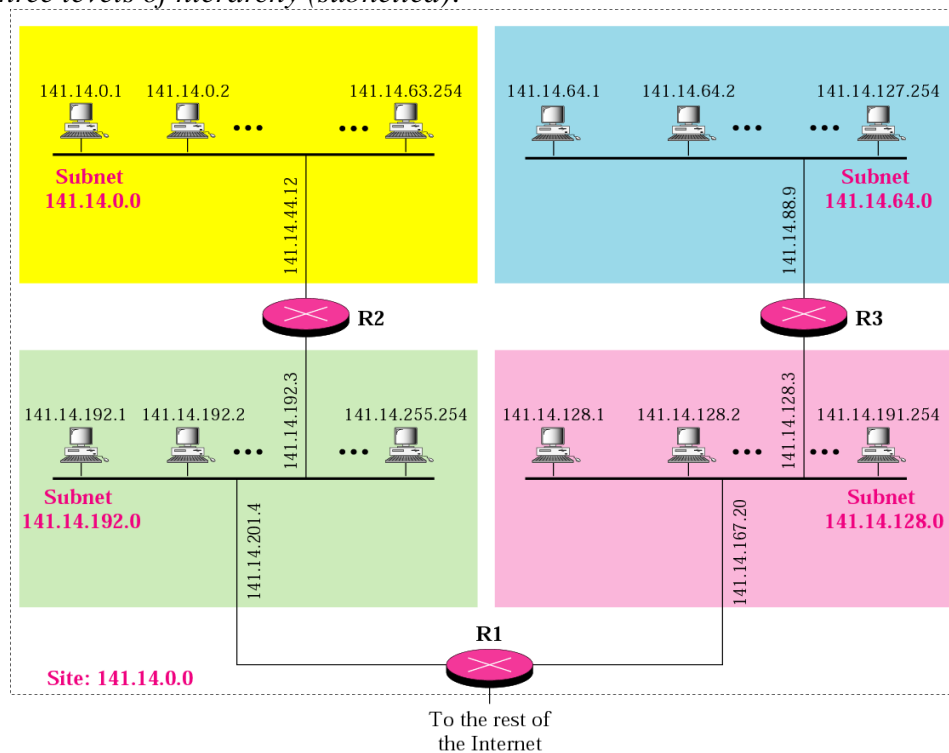 three levels of hierarchy (subnetted).
141.14.0.1
141.14.0.2
141.14.63.254
Subnet
141.14.0.0
141.14.44.12
141.14.64.1
141.14.64.2
141.14.127.254
Subnet
141.14.64.0
141.14.88.9
R2
R3
141.14.192.1
141.14.192.2
141.14.192.3
141.14.255.254
Subnet
141.14.192.0
141.14.201.4
141.14.128.1
141.14.128.2
141.14.128.3
141.14.191.254
Subnet
141.14.128.0
141.14.167.20
R1
Site: 141.14.0.0
To the rest of
the Internet